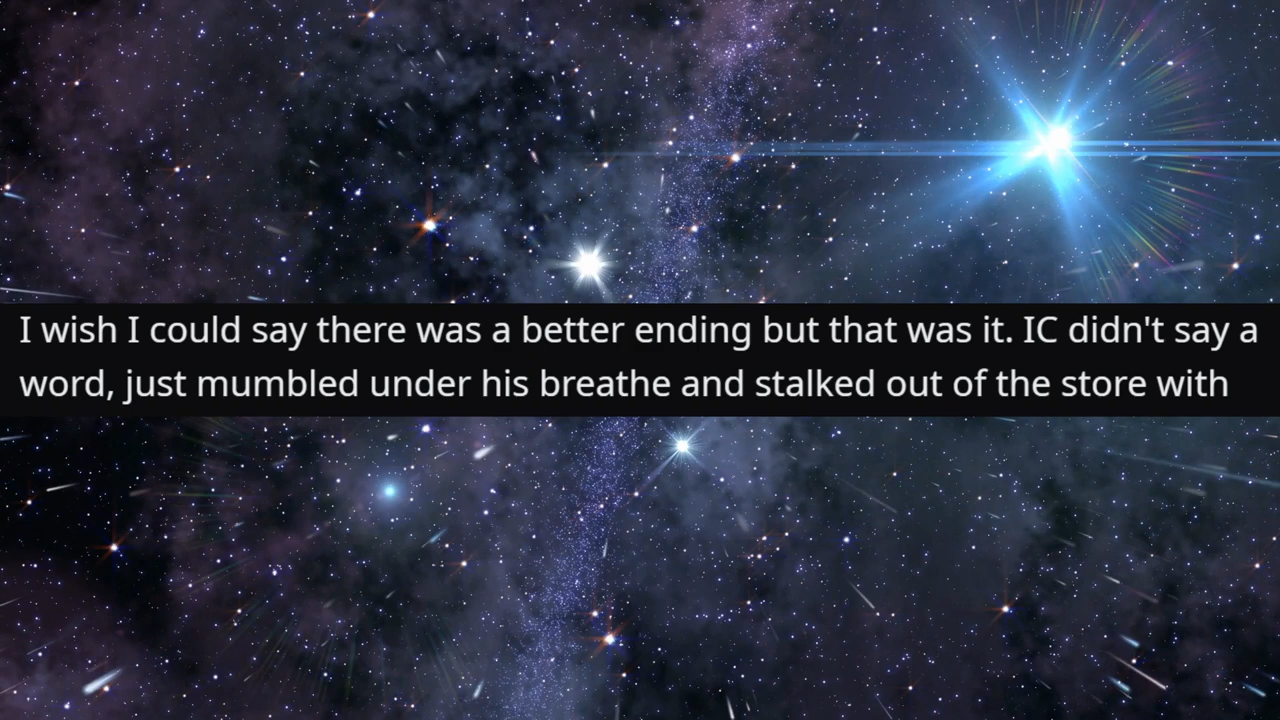 I wish I could say there was a better ending but that was it. IC didn't say a
word, just mumbled under his breathe and stalked out of the store with